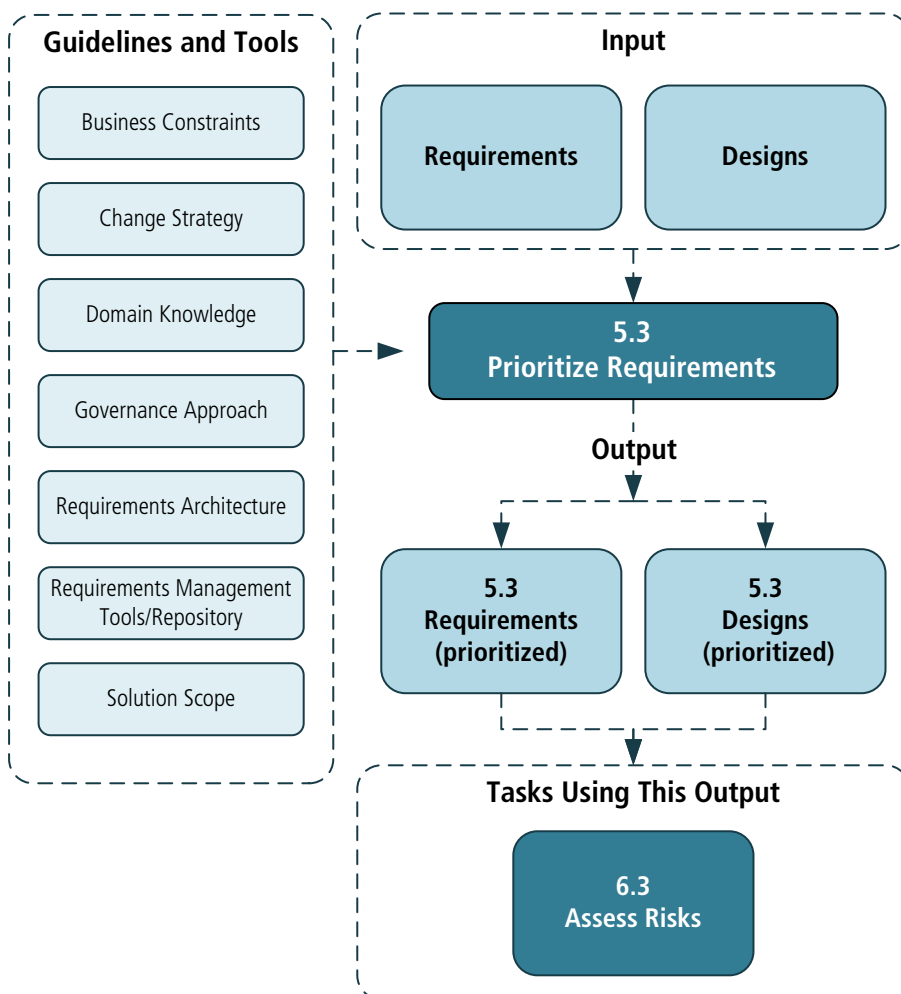 Guidelines and Tools
Business Constraints
Change Strategy
Domain Knowledge
Governance Approach
Requirements Architecture
Requirements Management
Tools/Repository
Solution Scope
Input
Requirements
Designs
5.3
Prioritize Requirements
Output
5.3
Requirements
(prioritized)
5.3
Designs
(prioritized)
Tasks Using This Output
6.3
Assess Risks